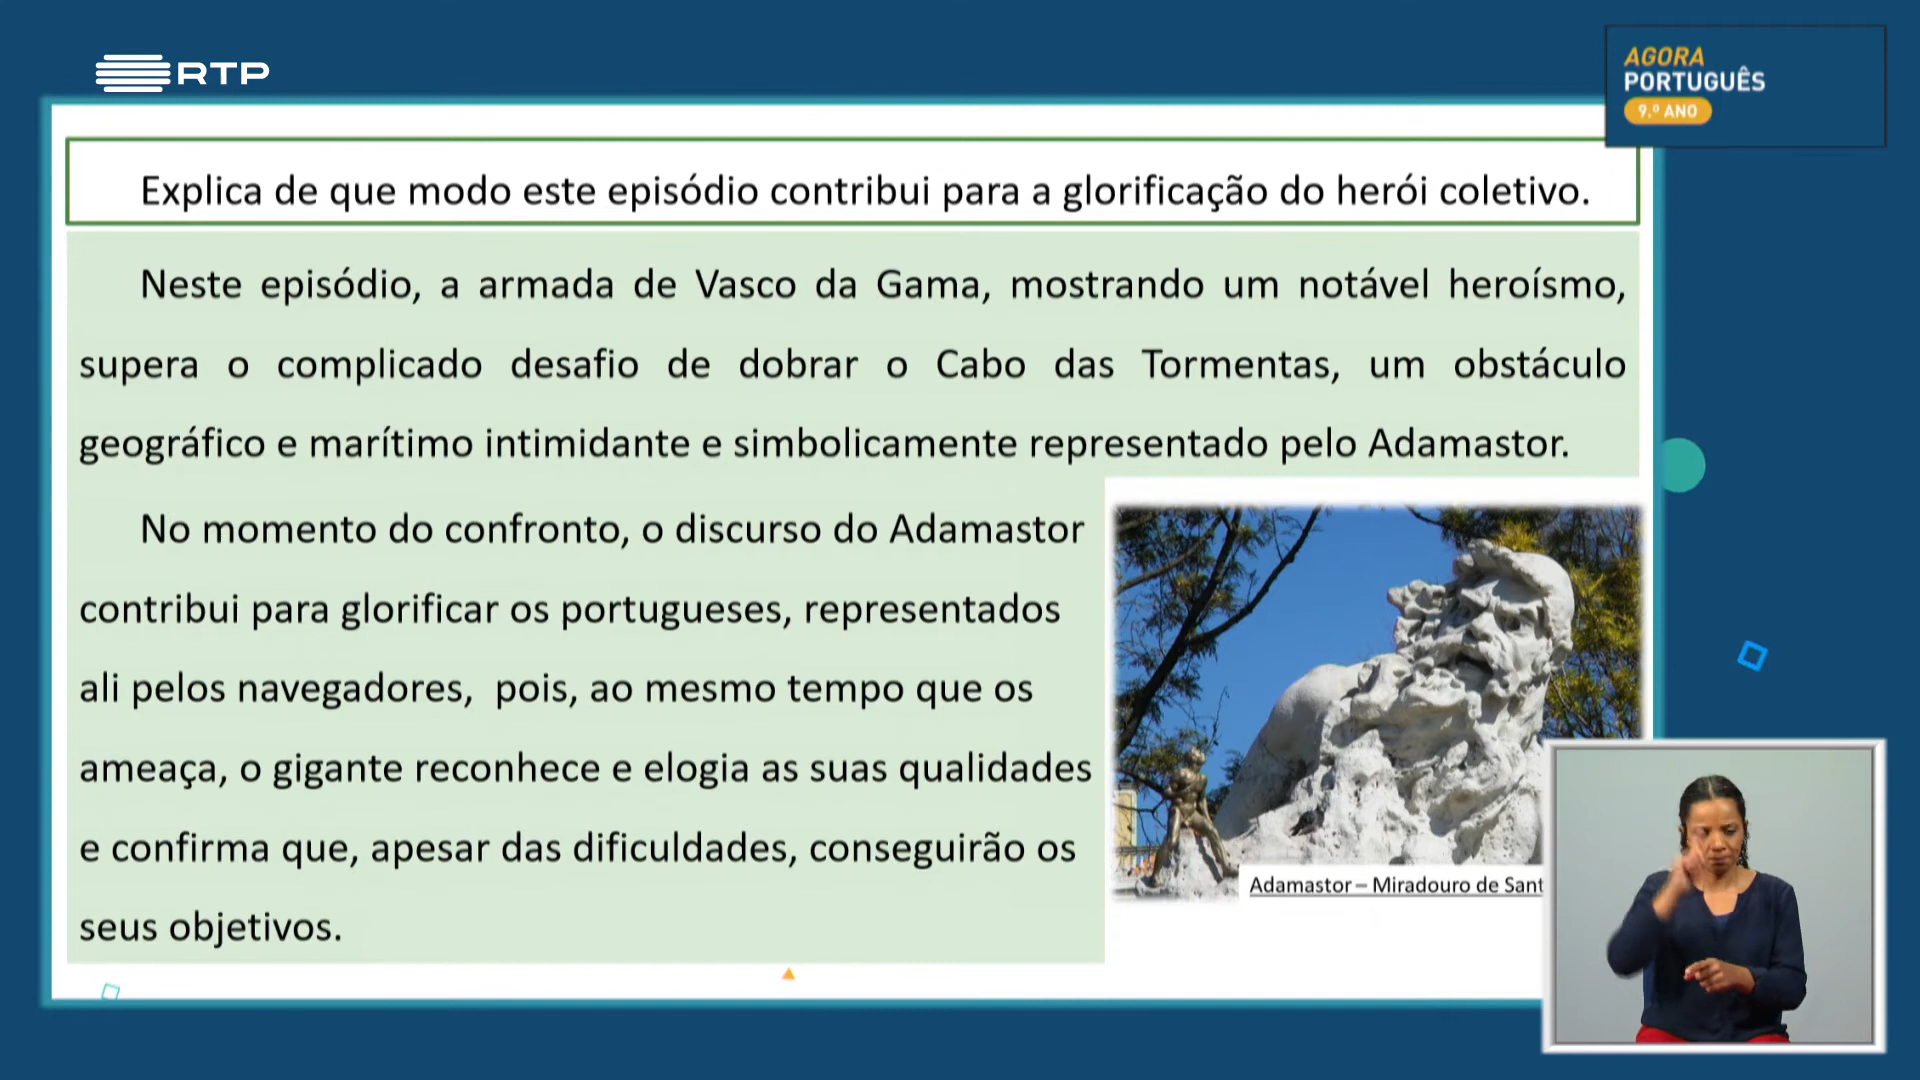 RTP
AGORA
PORTUGUÊS
9.º ANO
Explica de que modo este episódio contribui para a glorificação do herói coletivo.
Neste episódio, a armada de Vasco da Gama, mostrando um notável heroísmo,
supera o complicado desafio de dobrar o Cabo das Tormentas, um obstáculo
geográfico e marítimo intimidante e simbolicamente representado pelo Adamastor.
No momento do confronto, o discurso do Adamastor
contribui para glorificar os portugueses, representados
ali pelos navegadores, pois, ao mesmo tempo que os
ameaça, o gigante reconhece e elogia as suas qualidades
e confirma que, apesar das dificuldades, conseguirão os
seus objetivos.
Adamastor – Miradouro de Sant